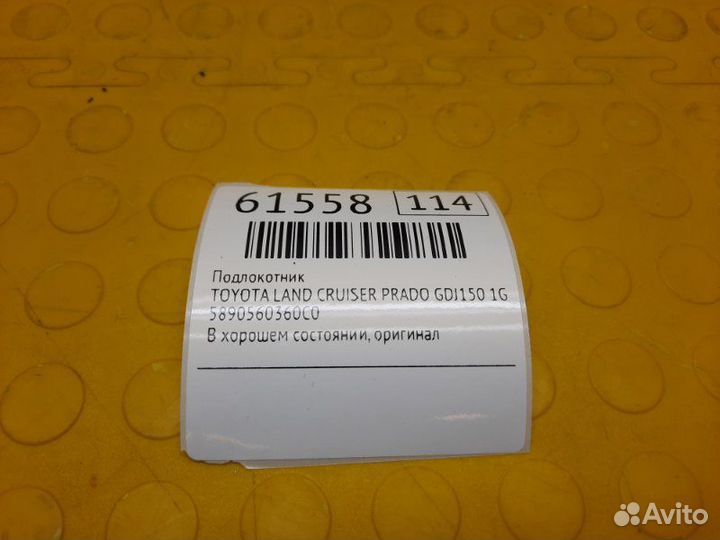 61558 114
Подлокотник
TOYOTA LAND CRUISER PRADO GDJ150 1G
5890560360C0
В хорошем состоянии, оригинал
Avito